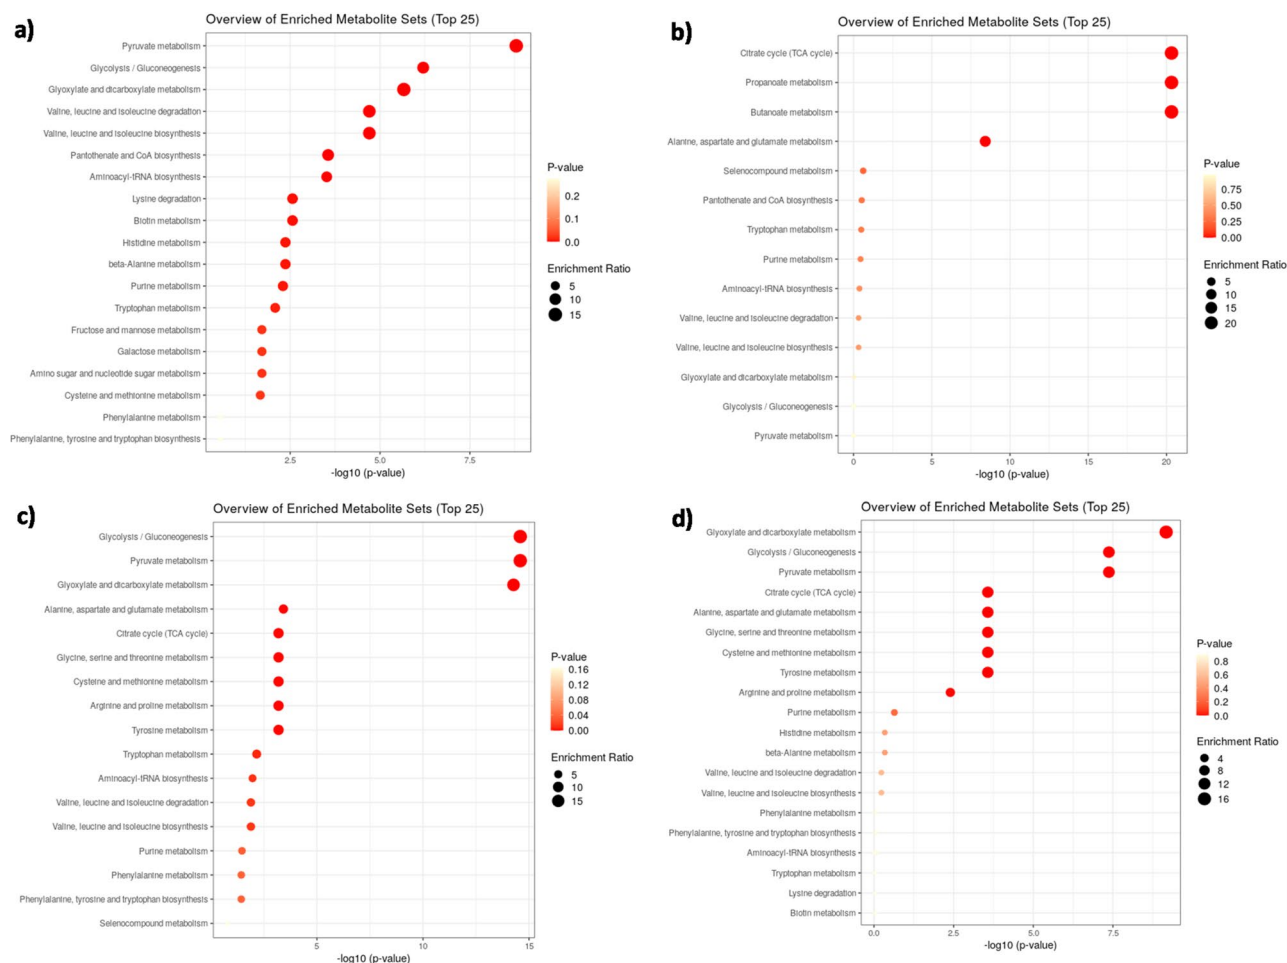 a)
Overview of Enriched Metabolite Sets (Top 25)
Pyruvate metabolism
Glycolysis / Gluconeogenesis
Glyoxylate and dicarboxylate metabolism
Valine, leucine and isoleucine degradation
Valine, leucine and isoleucine biosynthesis
Pantothenate and CoA biosynthesis
Aminoacyl-tRNA biosynthesis
Lysine degradation
Biotin metabolism
Histidine metabolism
beta-Alanine metabolism
Purine metabolism
Tryptophan metabolism
Fructose and mannose metabolism
Galactose metabolism
Amino sugar and nucleotide sugar metabolism
Cysteine and methionine metabolism
Phenylalanine metabolism
Phenylalanine, tyrosine and tryptophan biosynthesis
2.5 5.0 7.5
-log10 (p-value)
P-value
0.2
0.1
0.0
Enrichment Ratio
5
10
15
b)
Overview of Enriched Metabolite Sets (Top 25)
Citrate cycle (TCA cycle)
Propanoate metabolism
Butanoate metabolism
Alanine, aspartate and glutamate metabolism
Selenocompound metabolism
Pantothenate and CoA biosynthesis
Tryptophan metabolism
Purine metabolism
Aminoacyl-tRNA biosynthesis
Valine, leucine and isoleucine degradation
Valine, leucine and isoleucine biosynthesis
Glyoxylate and dicarboxylate metabolism
Glycolysis / Gluconeogenesis
Pyruvate metabolism
0 5 10 15 20
-log10 (p-value)
P-value
0.75
0.50
0.25
0.00
Enrichment Ratio
5
10
15
20
c)
Overview of Enriched Metabolite Sets (Top 25)
Glycolysis / Gluconeogenesis
Pyruvate metabolism
Glyoxylate and dicarboxylate metabolism
Alanine, aspartate and glutamate metabolism
Citrate cycle (TCA cycle)
Glycine, serine and threonine metabolism
Cysteine and methionine metabolism
Arginine and proline metabolism
Tyrosine metabolism
Tryptophan metabolism
Aminoacyl-tRNA biosynthesis
Valine, leucine and isoleucine degradation
Valine, leucine and isoleucine biosynthesis
Purine metabolism
Phenylalanine metabolism
Phenylalanine, tyrosine and tryptophan biosynthesis
Selenocompound metabolism
5 10 15
-log10 (p-value)
P-value
0.16
0.12
0.08
0.04
0.00
Enrichment Ratio
5
10
15
d)
Overview of Enriched Metabolite Sets (Top 25)
Glyoxylate and dicarboxylate metabolism
Glycolysis / Gluconeogenesis
Pyruvate metabolism
Citrate cycle (TCA cycle)
Alanine, aspartate and glutamate metabolism
Glycine, serine and threonine metabolism
Cysteine and methionine metabolism
Tyrosine metabolism
Arginine and proline metabolism
Purine metabolism
Histidine metabolism
beta-Alanine metabolism
Valine, leucine and isoleucine degradation
Valine, leucine and isoleucine biosynthesis
Phenylalanine metabolism
Phenylalanine, tyrosine and tryptophan biosynthesis
Aminoacyl-tRNA biosynthesis
Tryptophan metabolism
Lysine degradation
Biotin metabolism
0.0 2.5 5.0 7.5
-log10 (p-value)
P-value
0.8
0.6
0.4
0.2
0.0
Enrichment Ratio
4
8
12
16